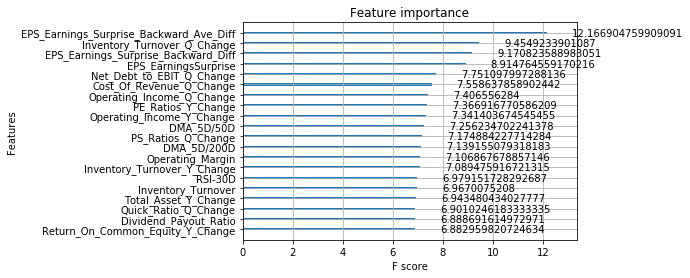 Feature importance
EPS_Earnings_Surprise_Backward_Ave_Diff 12.166904759909091
Inventory_Turnover_Q_Change 9.4549233901087
EPS_Earnings_Surprise_Backward_Diff 9.170823588983051
EPS_EarningsSurprise 8.914764559170216
Net_Debt_to_EBIT_Q_Change 7.751097997288136
Cost_Of_Revenue_Q_Change 7.558637858902442
Operating_Income_Q_Change 7.406556284
PE_Ratios_Y_Change 7.366916770586209
Operating_Income_Y_Change 7.341403674545455
DMA_5D/50D 7.256234702241378
PS_Ratios_Q_Change 7.174884227714284
DMA_5D/200D 7.139155079318183
Operating_Margin 7.106867678857146
Inventory_Turnover_Y_Change 7.089475916721315
RSI-30D 6.979151728292687
Inventory_Turnover 6.9670075208
Total_Asset_Y_Change 6.943480434027777
Quick_Ratio_Q_Change 6.9010246183333335
Dividend_Payout_Ratio 6.888691614972971
Return_On_Common_Equity_Y_Change 6.882959820724634
Features
0 2 4 6 8 10 12
F score